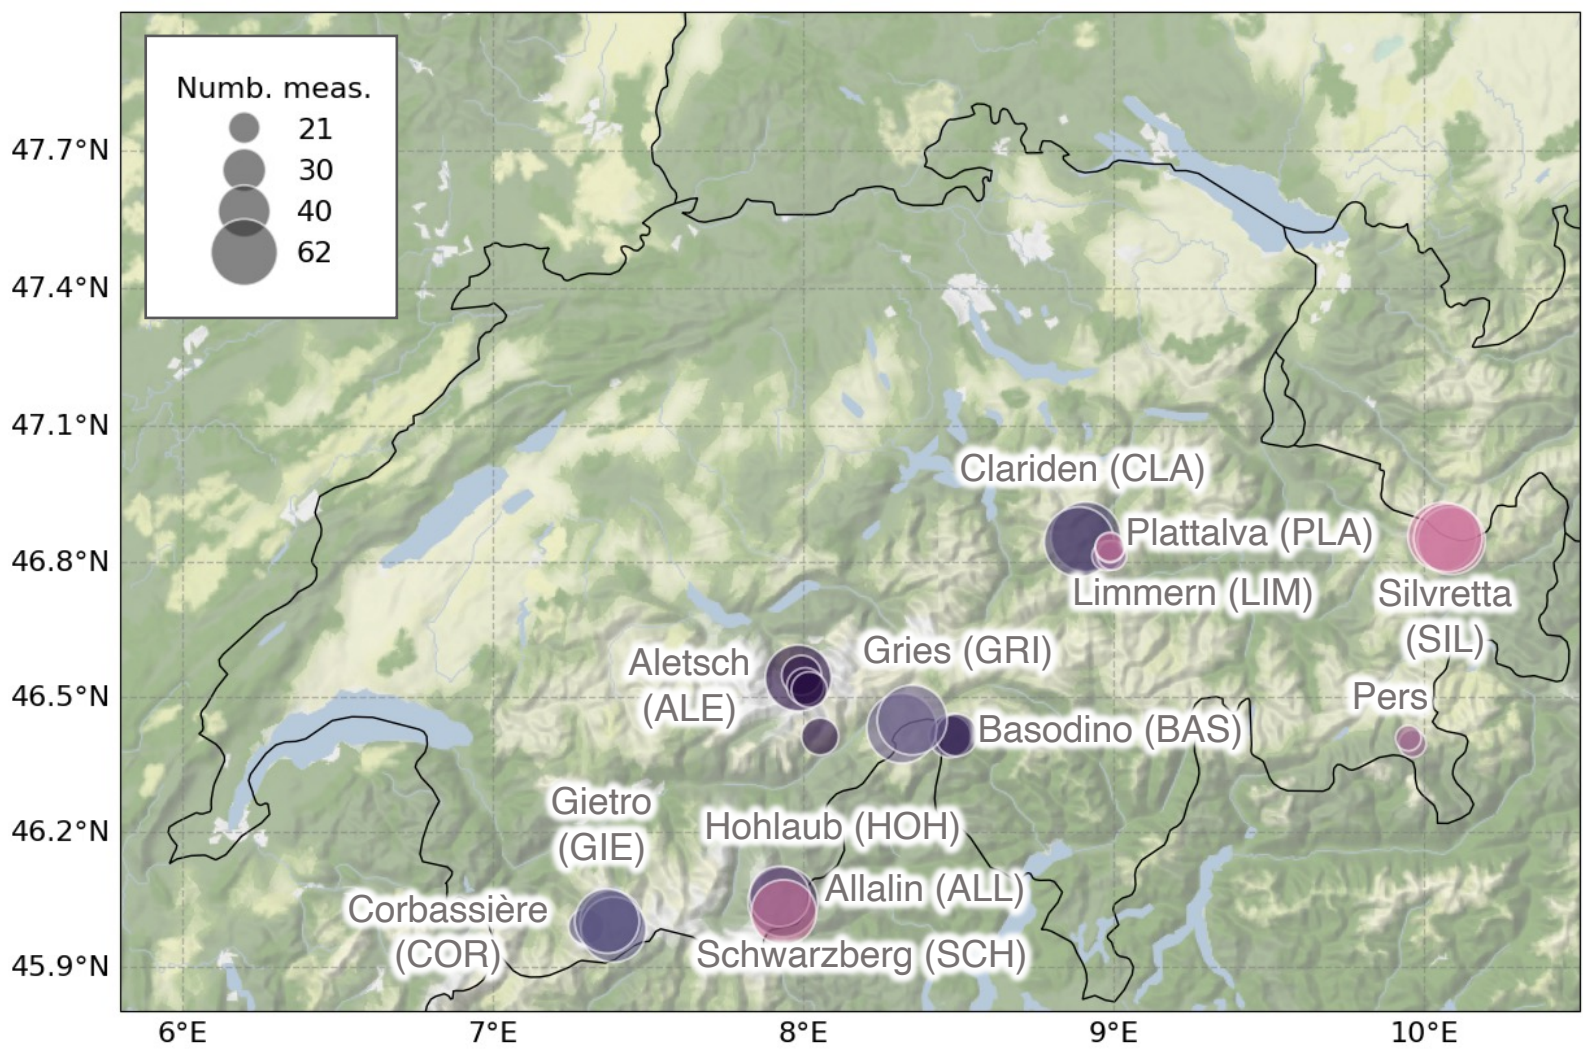 Numb. meas.
21
30
40
62
47.7°N
47.4°N
47.1°N
46.8°N
46.5°N
46.2°N
45.9°N
Clariden (CLA)
Plattalva (PLA)
Limmern (LIM)
Silvretta
(SIL)
Aletsch
(ALE)
Gries (GRI)
Basodino (BAS)
Pers
Gietro
(GIE)
Hohlaub (HOH)
Allalin (ALL)
Corbassière
(COR)
Schwarzberg (SCH)
6°E
7°E
8°E
9°E
10°E